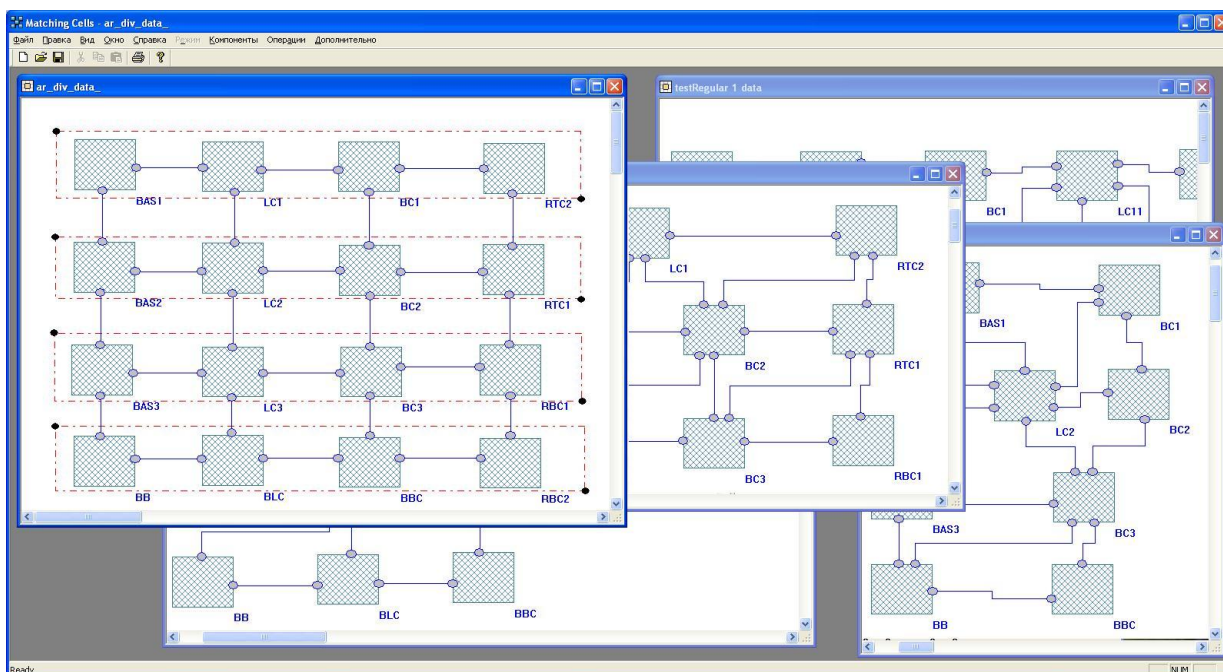 Matching Cells - ar_div_data_
Файл Правка Вид Окно Справка Режим Компоненты Операции Дополнительно
ar_div_data_
BAS1 LC1 BC1 RTC2
BAS2 LC2 BC2 RTC1
BAS3 LC3 BC3 RBC1
BB BLC BBC RBC2
testRegular 1 data
BC1 LC11
LC1 RTC2
BC2 RTC1
BC3 RBC1
BAS1 BC1
LC2 BC2
BAS3 BC3
BB BBC
BB BLC BBC
Ready
NUM